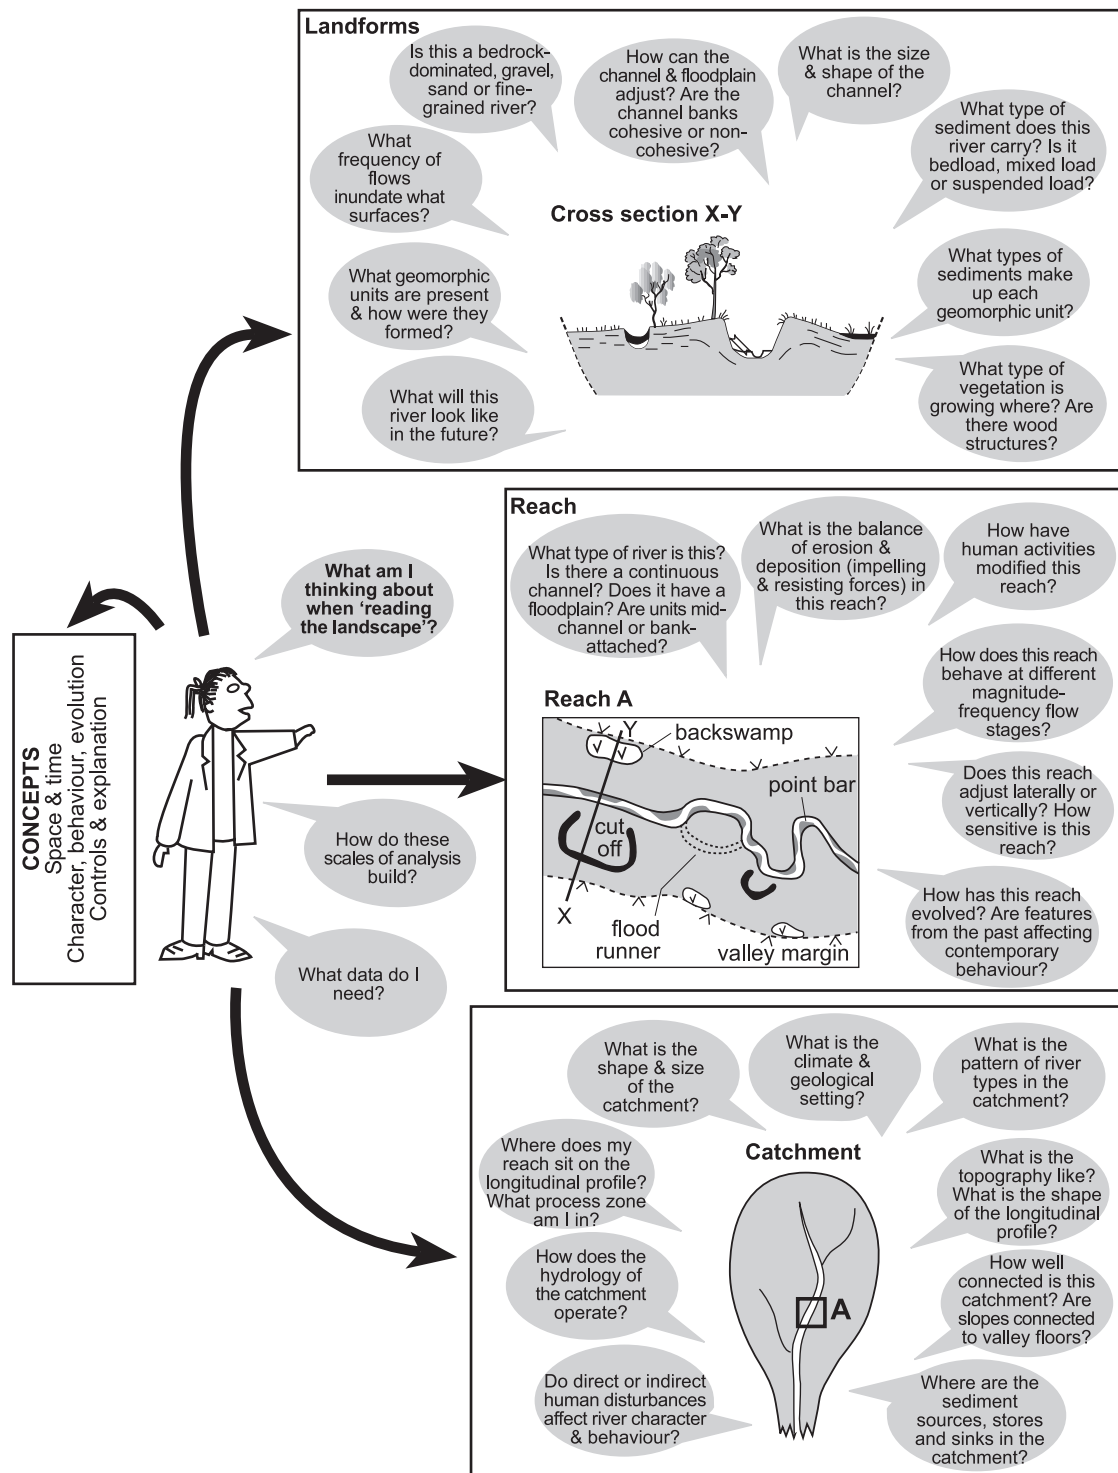 Landforms
Is this a bedrock-
dominated, gravel,
sand or fine-
grained river?
How can the
channel & floodplain
adjust? Are the
channel banks
cohesive or non-
cohesive?
What is the size
& shape of the
channel?
What
frequency of
flows
inundate what
surfaces?
What type of
sediment does this
river carry? Is it
bedload, mixed load
or suspended load?
Cross section X-Y
What geomorphic
units are present
& how were they
formed?
What types of
sediments make
up each
geomorphic unit?
What will this
river look like
in the future?
What type of
vegetation is
growing where? Are
there wood
structures?
What am I
thinking about
when ‘reading
the landscape’?
CONCEPTS
Space & time
Character, behaviour, evolution
Controls & explanation
How do these
scales of analysis
build?
What data do I
need?
Reach
What type of river is this?
Is there a continuous
channel? Does it have a
floodplain? Are units mid-
channel or bank-
attached?
What is the balance
of erosion &
deposition (impelling
& resisting forces) in
this reach?
How have
human activities
modified this
reach?
How does this reach
behave at different
magnitude-
frequency flow
stages?
Does this reach
adjust laterally or
vertically? How
sensitive is this
reach?
How has this reach
evolved? Are features
from the past affecting
contemporary
behaviour?
Reach A
Y
backswamp
point bar
cut
off
X
flood
runner
valley margin
What is the
shape & size
of the
catchment?
What is the
climate &
geological
setting?
What is the
pattern of river
types in the
catchment?
Where does my
reach sit on the
longitudinal profile?
What process zone
am I in?
Catchment
What is the
topography like?
What is the shape
of the longitudinal
profile?
How does the
hydrology of
the catchment
operate?
A
How well
connected is this
catchment? Are
slopes connected
to valley floors?
Do direct or indirect
human disturbances
affect river character
& behaviour?
Where are the
sediment
sources, stores
and sinks in the
catchment?